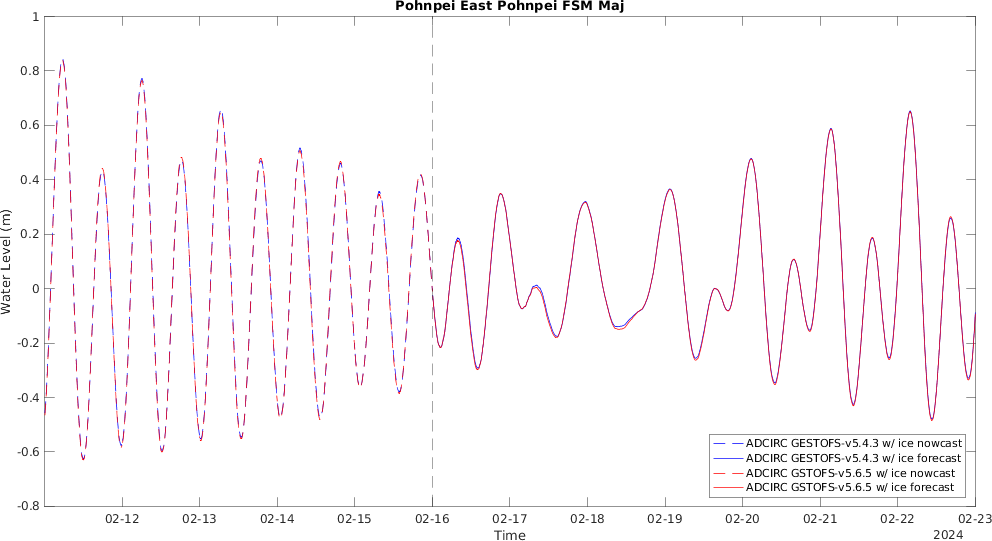 Pohnpei East Pohnpei FSM Maj
1
0.8
0.6
0.4
0.2
0
-0.2
-0.4
-0.6
-0.8
Water Level (m)
ADCIRC GESTOFS-v5.4.3 w/ ice nowcast
ADCIRC GESTOFS-v5.4.3 w/ ice forecast
ADCIRC GSTOFS-v5.6.5 w/ ice nowcast
ADCIRC GSTOFS-v5.6.5 w/ ice forecast
02-12 02-13 02-14 02-15 02-16 02-17 02-18 02-19 02-20 02-21 02-22 02-23
Time
2024